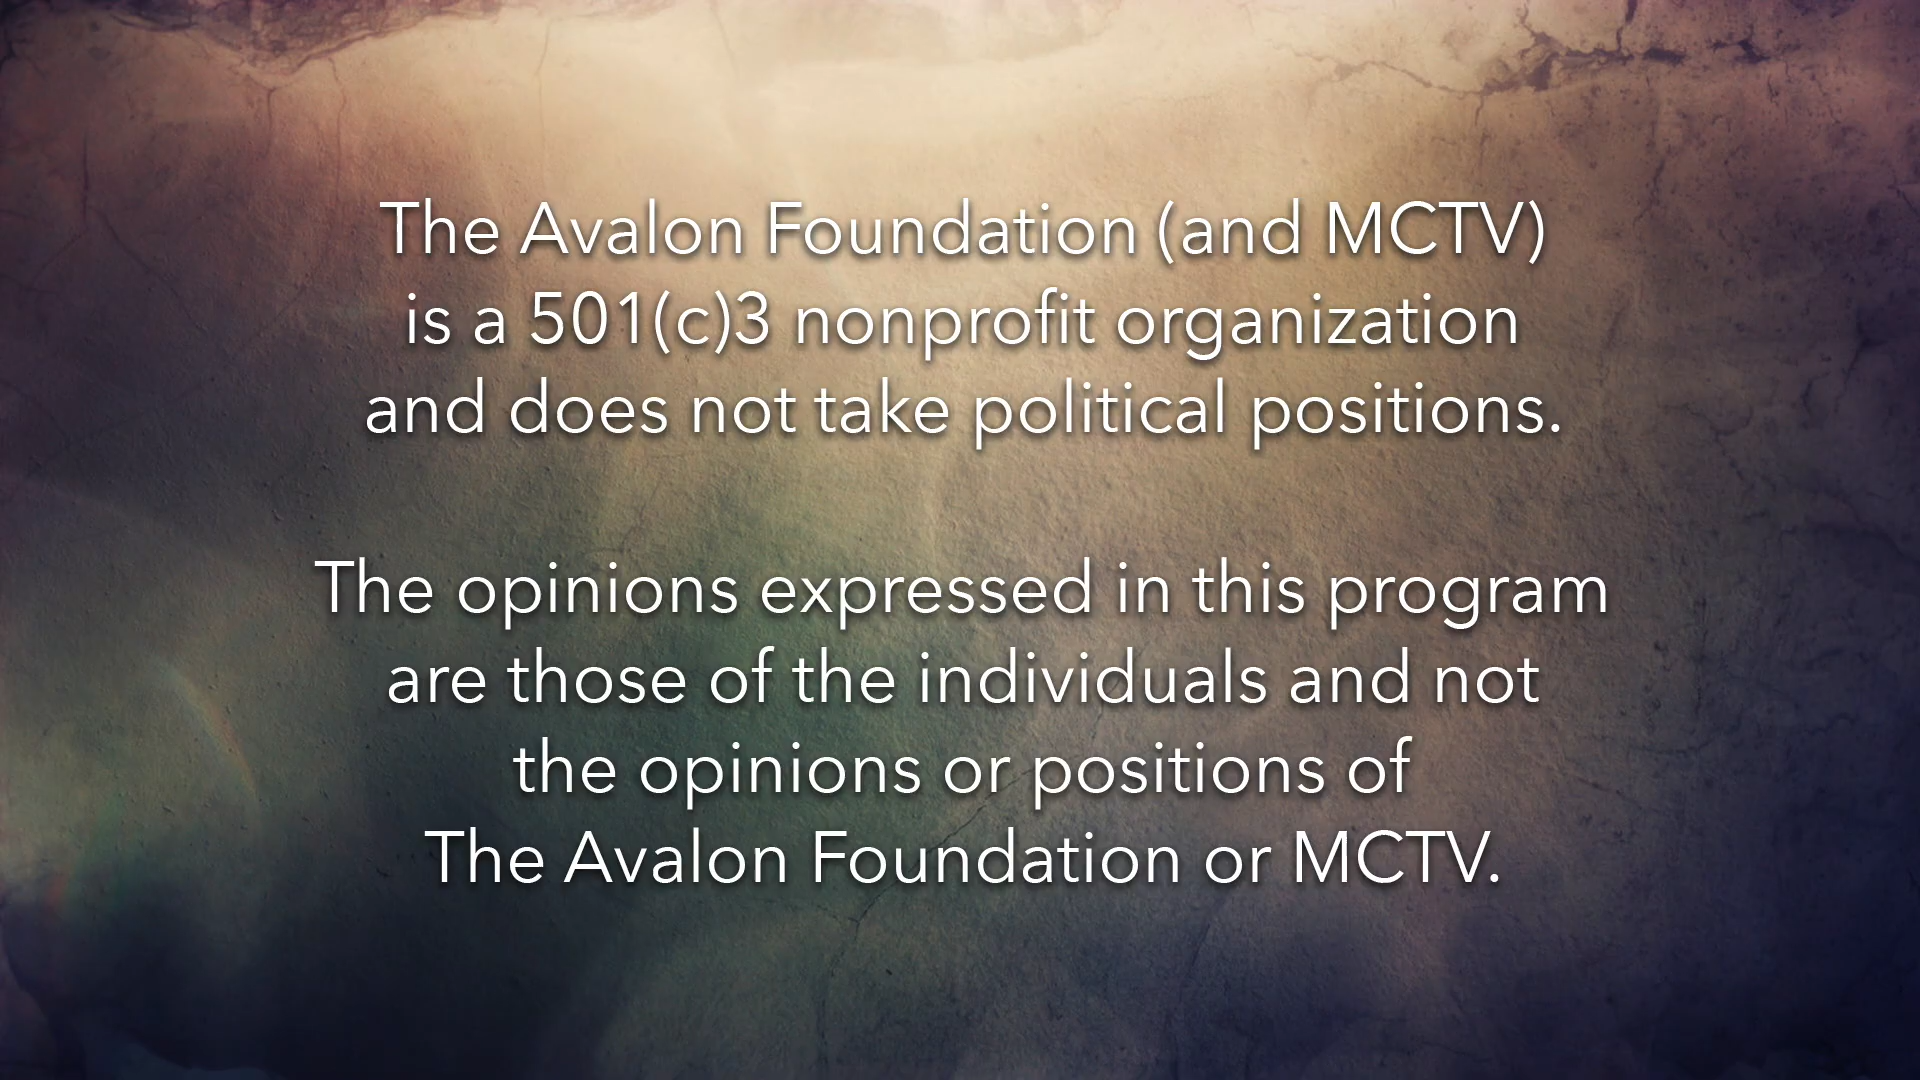 The Avalon Foundation (and MCTV)
is a 501(c)3 nonprofit organization
and does not take political positions.
The opinions expressed in this program
are those of the individuals and not
the opinions or positions of
The Avalon Foundation or MCTV.